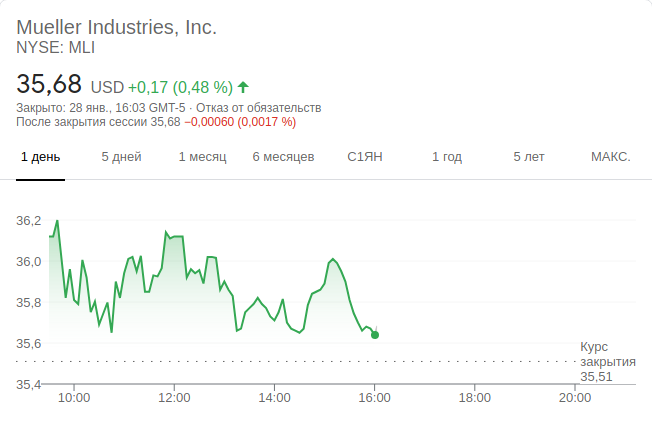 Mueller Industries, Inc.
NYSE: MLI
35,68 USD +0,17 (0,48 %)
Закрыто: 28 янв., 16:03 GMT-5 · Отказ от обязательств
После закрытия сессии 35,68 −0,00060 (0,0017 %)
1 день 5 дней 1 месяц 6 месяцев С1ЯН 1 год 5 лет МАКС.
36,2
36,0
35,8
35,6
Курс
закрытия
35,51
35,4
10:00 12:00 14:00 16:00 18:00 20:00